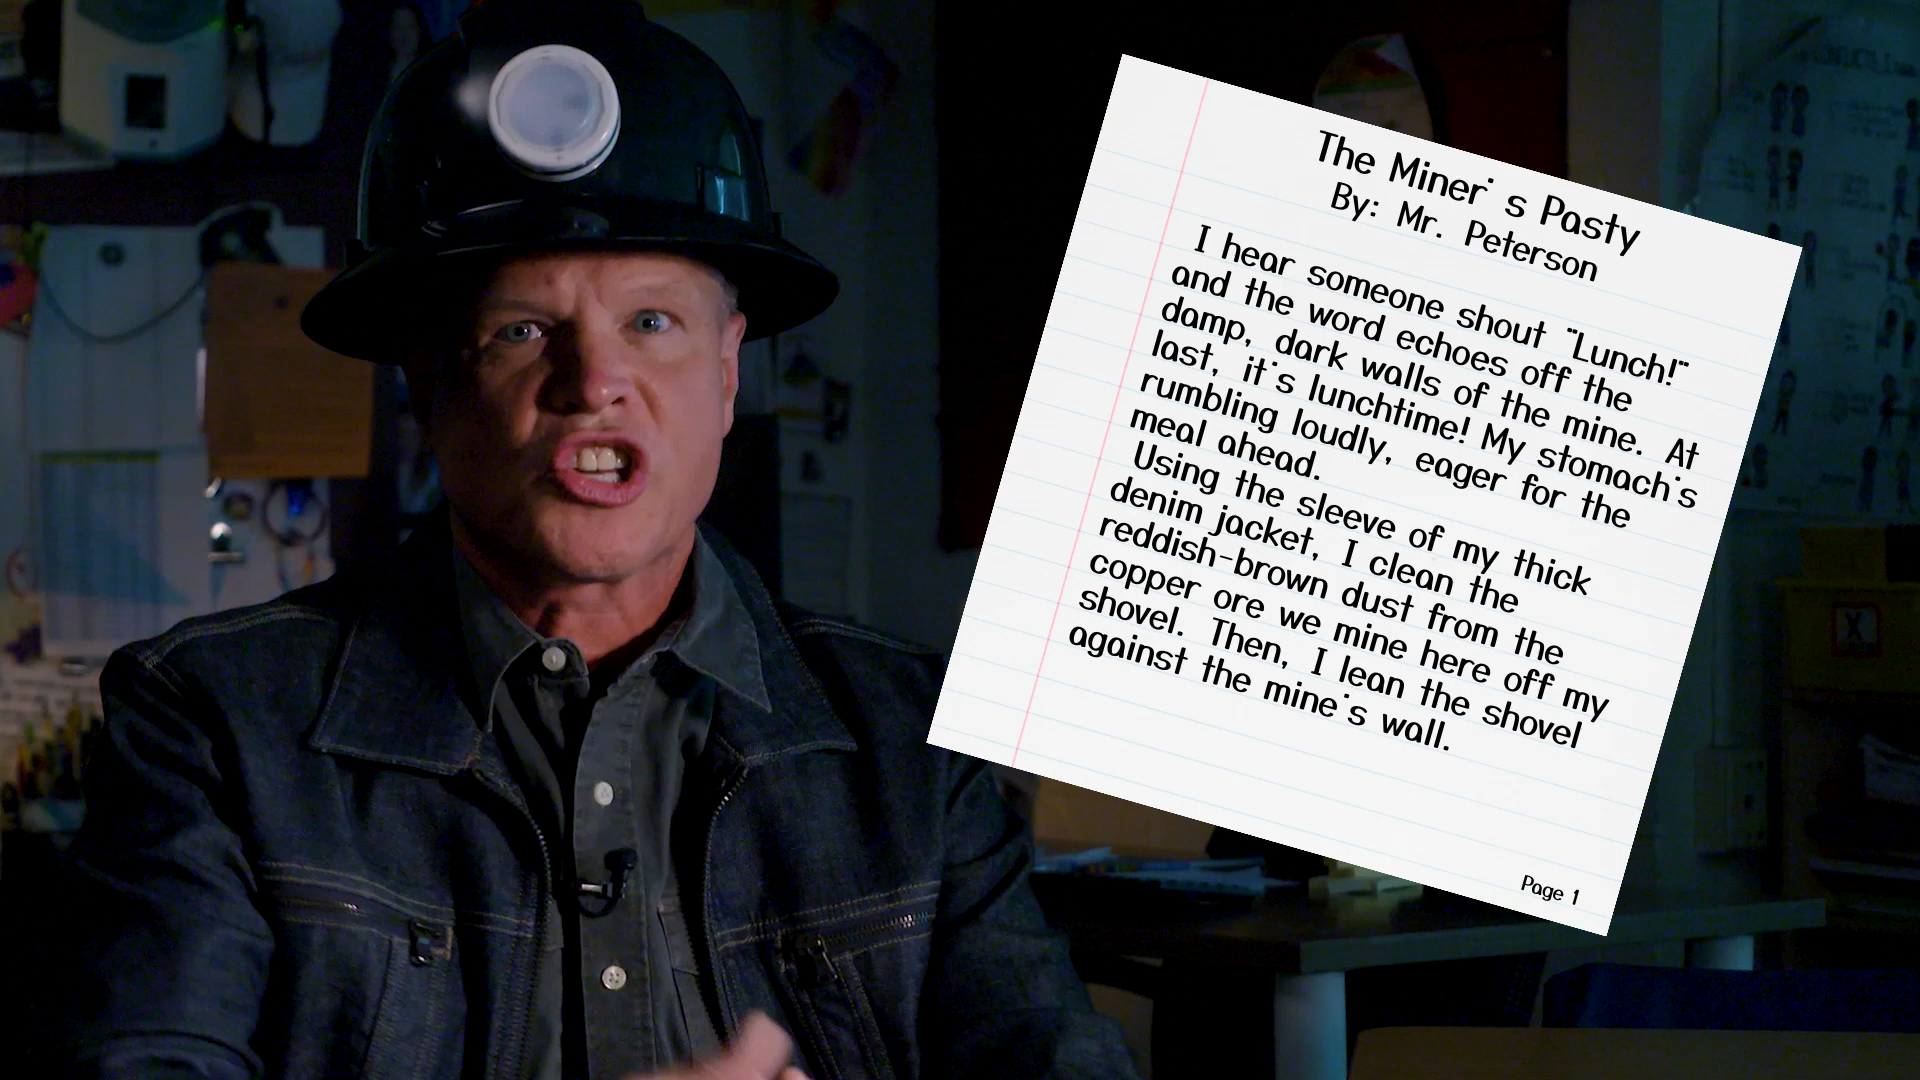 The Miner's Pasty
By: Mr. Peterson
I hear someone shout "Lunch!"
and the word echoes off the
damp, dark walls of the mine. At
last, it's lunchtime! My stomach's
rumbling loudly, eager for the
meal ahead.
Using the sleeve of my thick
denim jacket, I clean the
reddish-brown dust from the
copper ore we mine here off my
shovel. Then, I lean the shovel
against the mine's wall.
Page 1
X